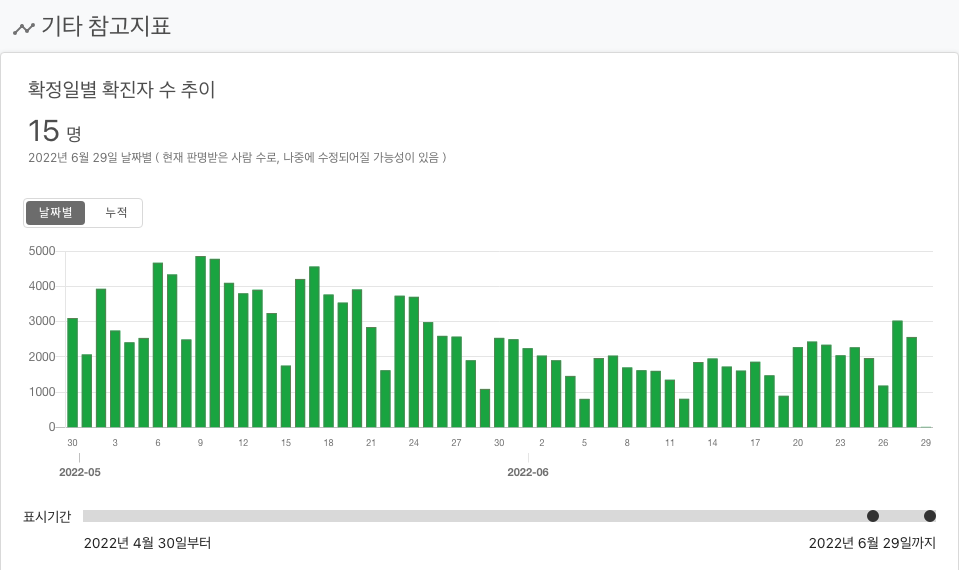 기타 참고지표
확정일별 확진자 수 추이
15 명
2022년 6월 29일 날짜별 ( 현재 판명받은 사람 수로, 나중에 수정되어질 가능성이 있음 )
날짜별 누적
5000
4000
3000
2000
1000
0
30 3 6 9 12 15 18 21 24 27 30 2 5 8 11 14 17 20 23 26 29
2022-05 2022-06
표시기간
2022년 4월 30일부터 2022년 6월 29일까지